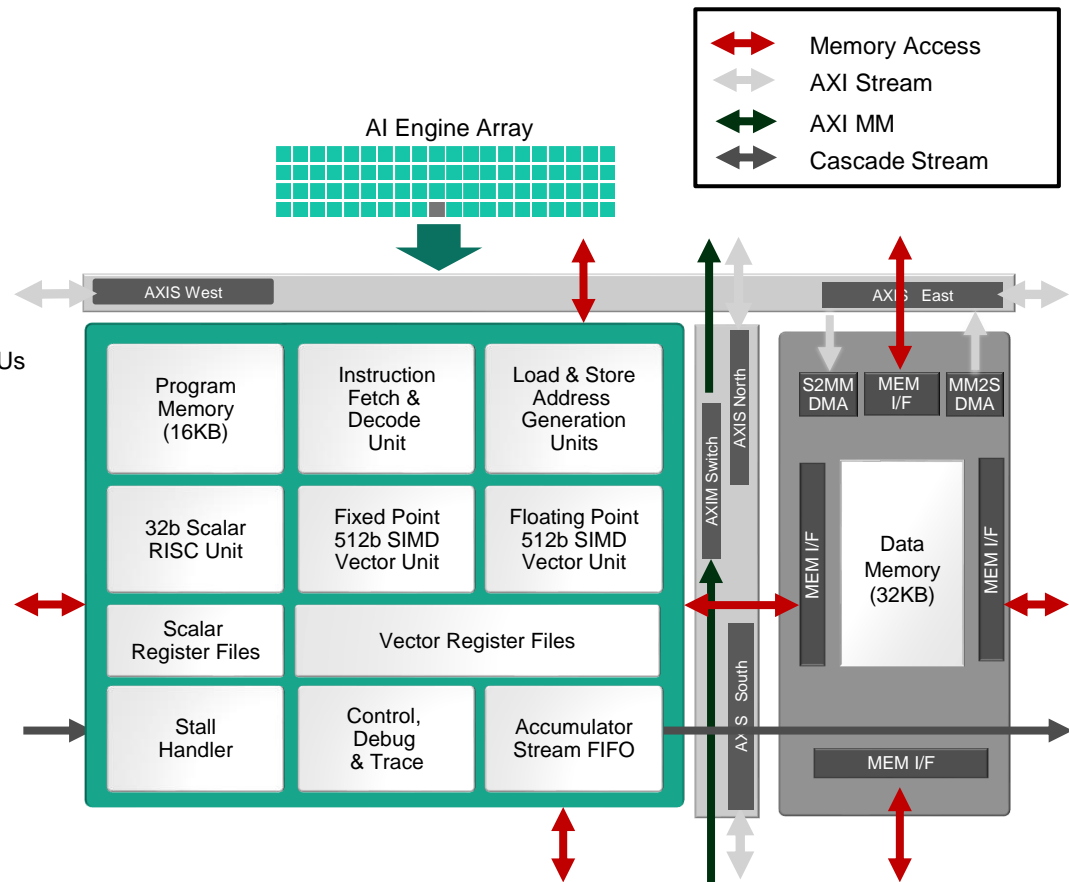 Memory Access
AXI Stream
AXI MM
Cascade Stream
AI Engine Array
AXIS West
AXIS East
Us
Program
Memory
(16KB)
Instruction
Fetch &
Decode
Unit
Load & Store
Address
Generation
Units
32b Scalar
RISC Unit
Fixed Point
512b SIMD
Vector Unit
Floating Point
512b SIMD
Vector Unit
Scalar
Register Files
Vector Register Files
Stall
Handler
Control,
Debug
& Trace
Accumulator
Stream FIFO
AXIM Switch
AXIS North
AXIS South
S2MM
DMA
MEM
I/F
MM2S
DMA
MEM I/F
Data
Memory
(32KB)
MEM I/F
MEM I/F